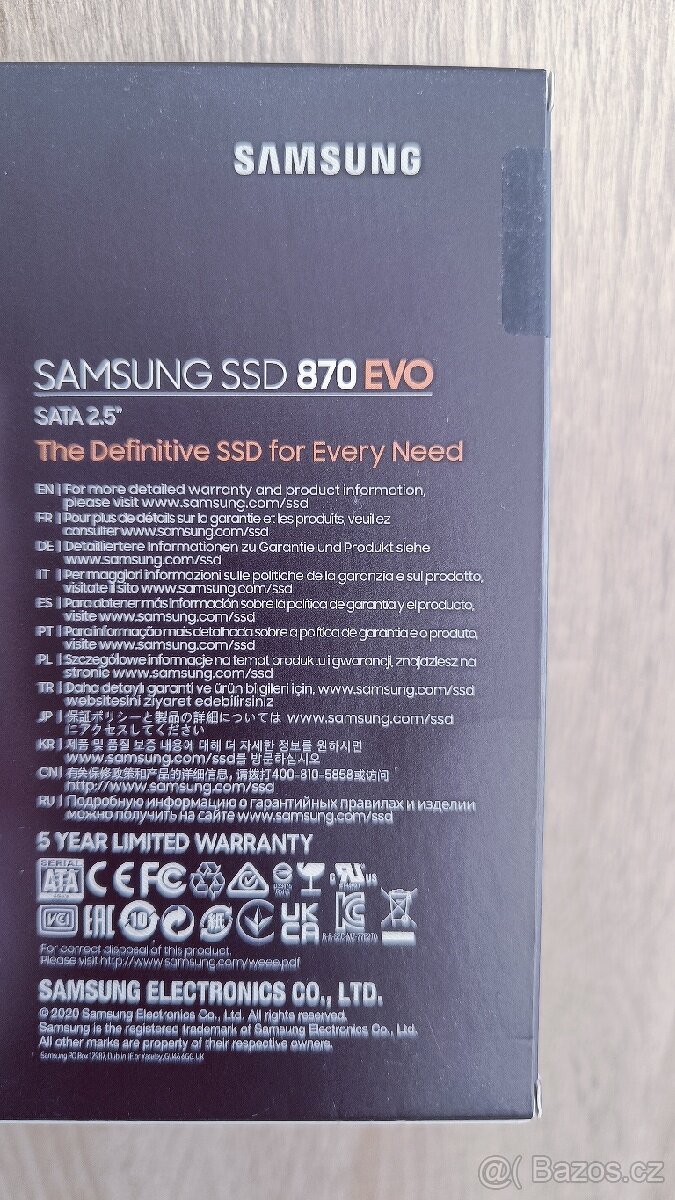 SAMSUNG
SAMSUNG SSD 870 EVO
SATA 2.5"
The Definitive SSD for Every Need
EN | For more detailed warranty and product information,
please visit www.samsung.com/ssd
FR | Pour plus de détails sur la garantie et les produits, veuillez
consulter www.samsung.com/ssd
DE | Detailliertere Informationen zu Garantie und Produkt siehe
www.samsung.com/ssd
IT | Per maggiori informazioni sulle politiche de la garanzia e sul prodotto,
visitate il sito www.samsung.com/ssd
ES | Para obtener más información sobre la política de garantía y el producto,
visite www.samsung.com/ssd
PT | Para informação mais detalhada sobre a política de garantia e o produto,
visite www.samsung.com/ssd
PL | Szczegółowe informacje na temat produktu i gwarancji, znajdziesz na
stronie www.samsung.com/ssd
TR | Daha detaylı garanti ve ürün bilgileri için, www.samsung.com/ssd
websitesini ziyaret edebilirsiniz
JP | 保証ポリシーと製品の詳細については www.samsung.com/ssd
にアクセスしてください
KR | 제품 및 품질 보증 내용에 대해 더 자세한 정보를 원하시면
www.samsung.com/ssd를 방문하십시오
CN | 有关保修政策和产品的详细信息，请拨打400-810-5858或访问
http://www.samsung.com/ssd
RU | Подробную информацию о гарантийных правилах и изделии
можно получить на сайте www.samsung.com/ssd
5 YEAR LIMITED WARRANTY
SERIAL
ATA
CE FC US
VCI EAC 10 UK
CA
For correct disposal of this product.
Please visit http://www.samsung.com/weee.pdf
SAMSUNG ELECTRONICS CO., LTD.
© 2020 Samsung Electronics Co., Ltd. All rights reserved.
Samsung is the registered trademark of Samsung Electronics Co., Ltd.
All other marks are property of their respective owners.
@( Bazos.cz